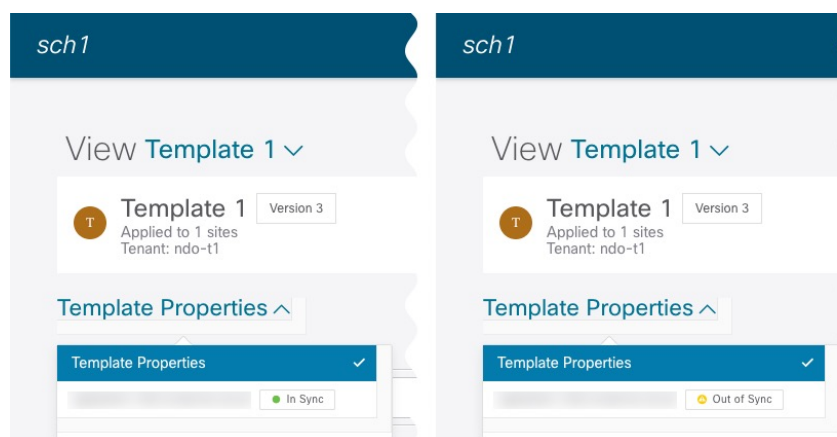 sch1
View Template 1
T
Template 1 Version 3
Applied to 1 sites
Tenant: ndo-t1
Template Properties
Template Properties
In Sync
sch1
View Template 1
T
Template 1 Version 3
Applied to 1 sites
Tenant: ndo-t1
Template Properties
Template Properties
Out of Sync